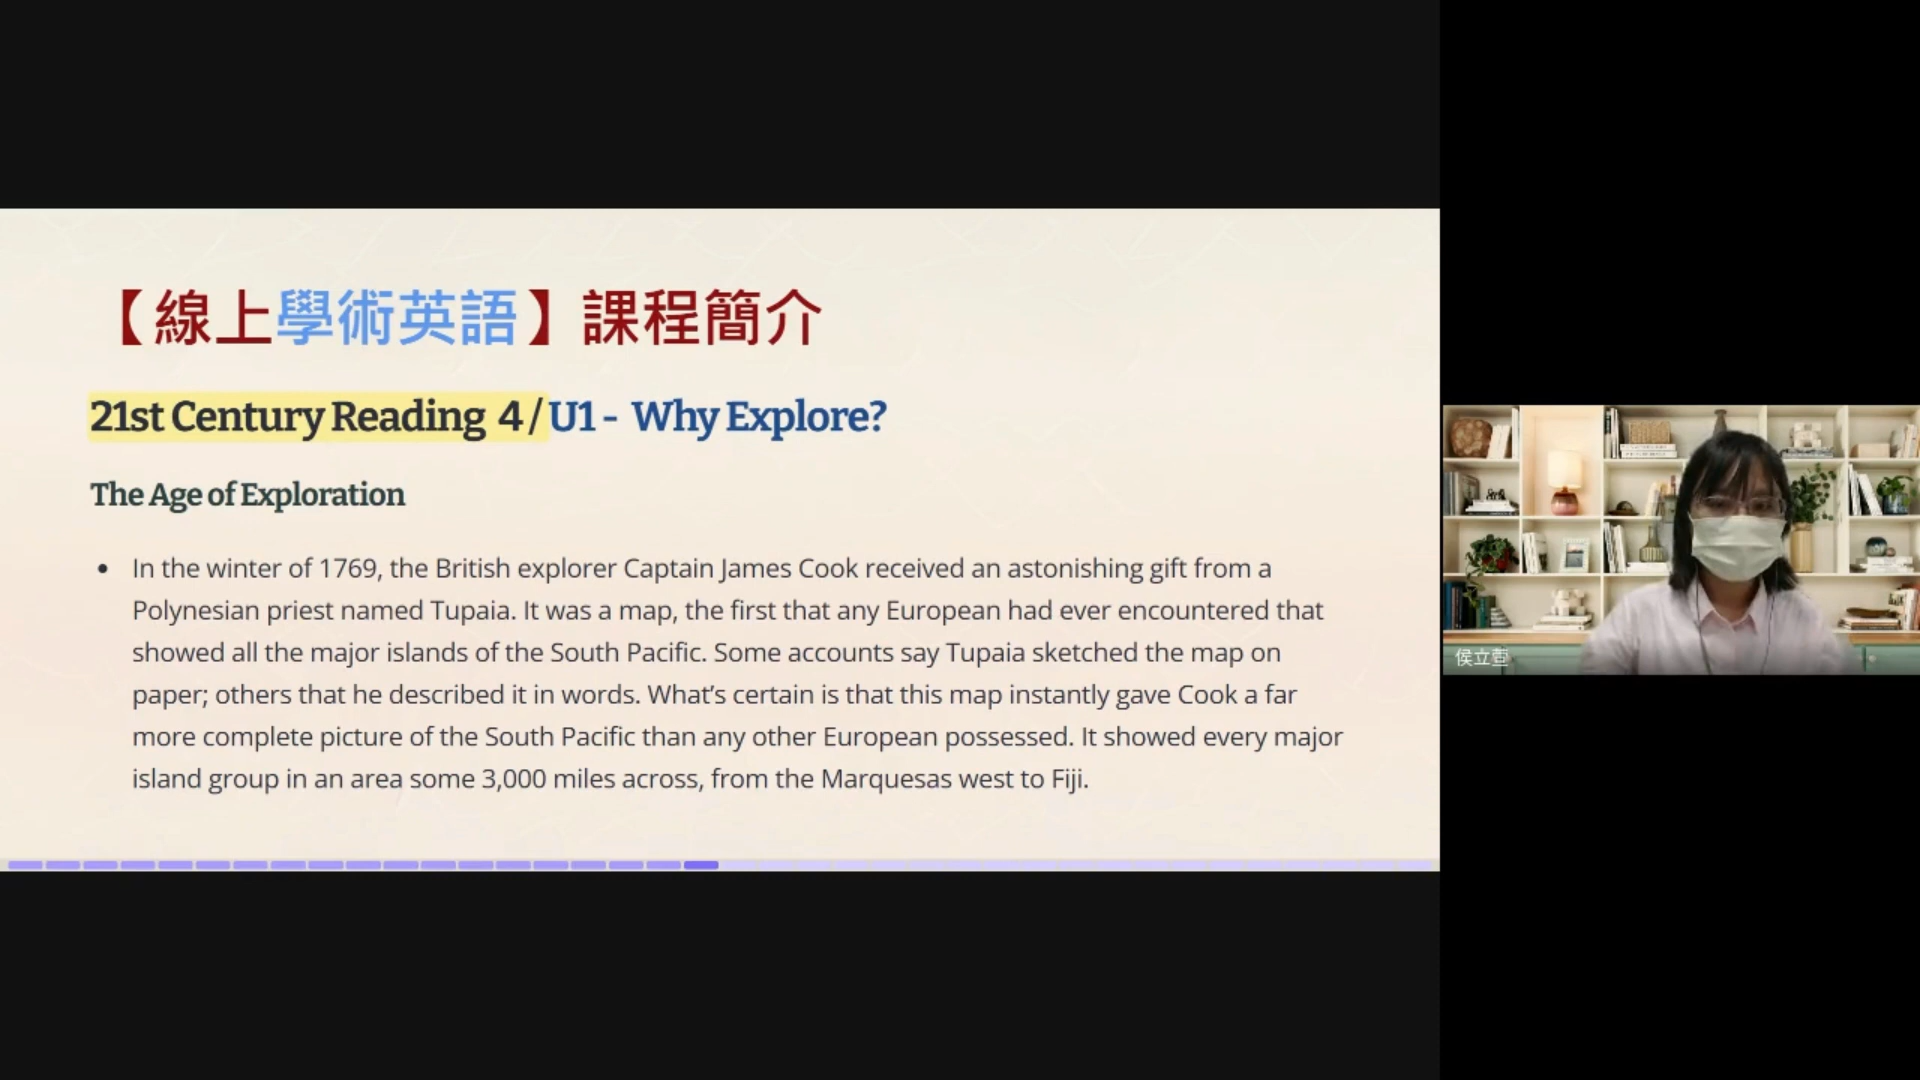 【線上學術英語】課程簡介
21st Century Reading 4 / U1 - Why Explore?
The Age of Exploration
• In the winter of 1769, the British explorer Captain James Cook received an astonishing gift from a
Polynesian priest named Tupaia. It was a map, the first that any European had ever encountered that
showed all the major islands of the South Pacific. Some accounts say Tupaia sketched the map on
paper; others that he described it in words. What’s certain is that this map instantly gave Cook a far
more complete picture of the South Pacific than any other European possessed. It showed every major
island group in an area some 3,000 miles across, from the Marquesas west to Fiji.
侯立萱